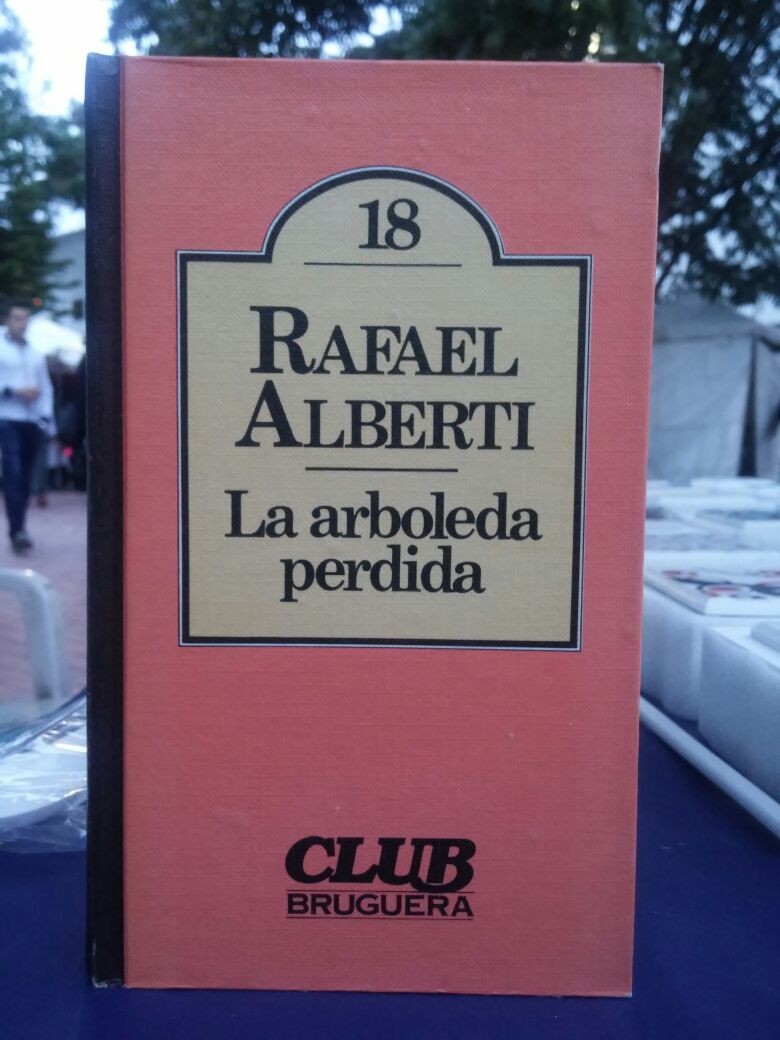 18
RAFAEL
ALBERTI
La arboleda
perdida
CLUB
BRUGUERA